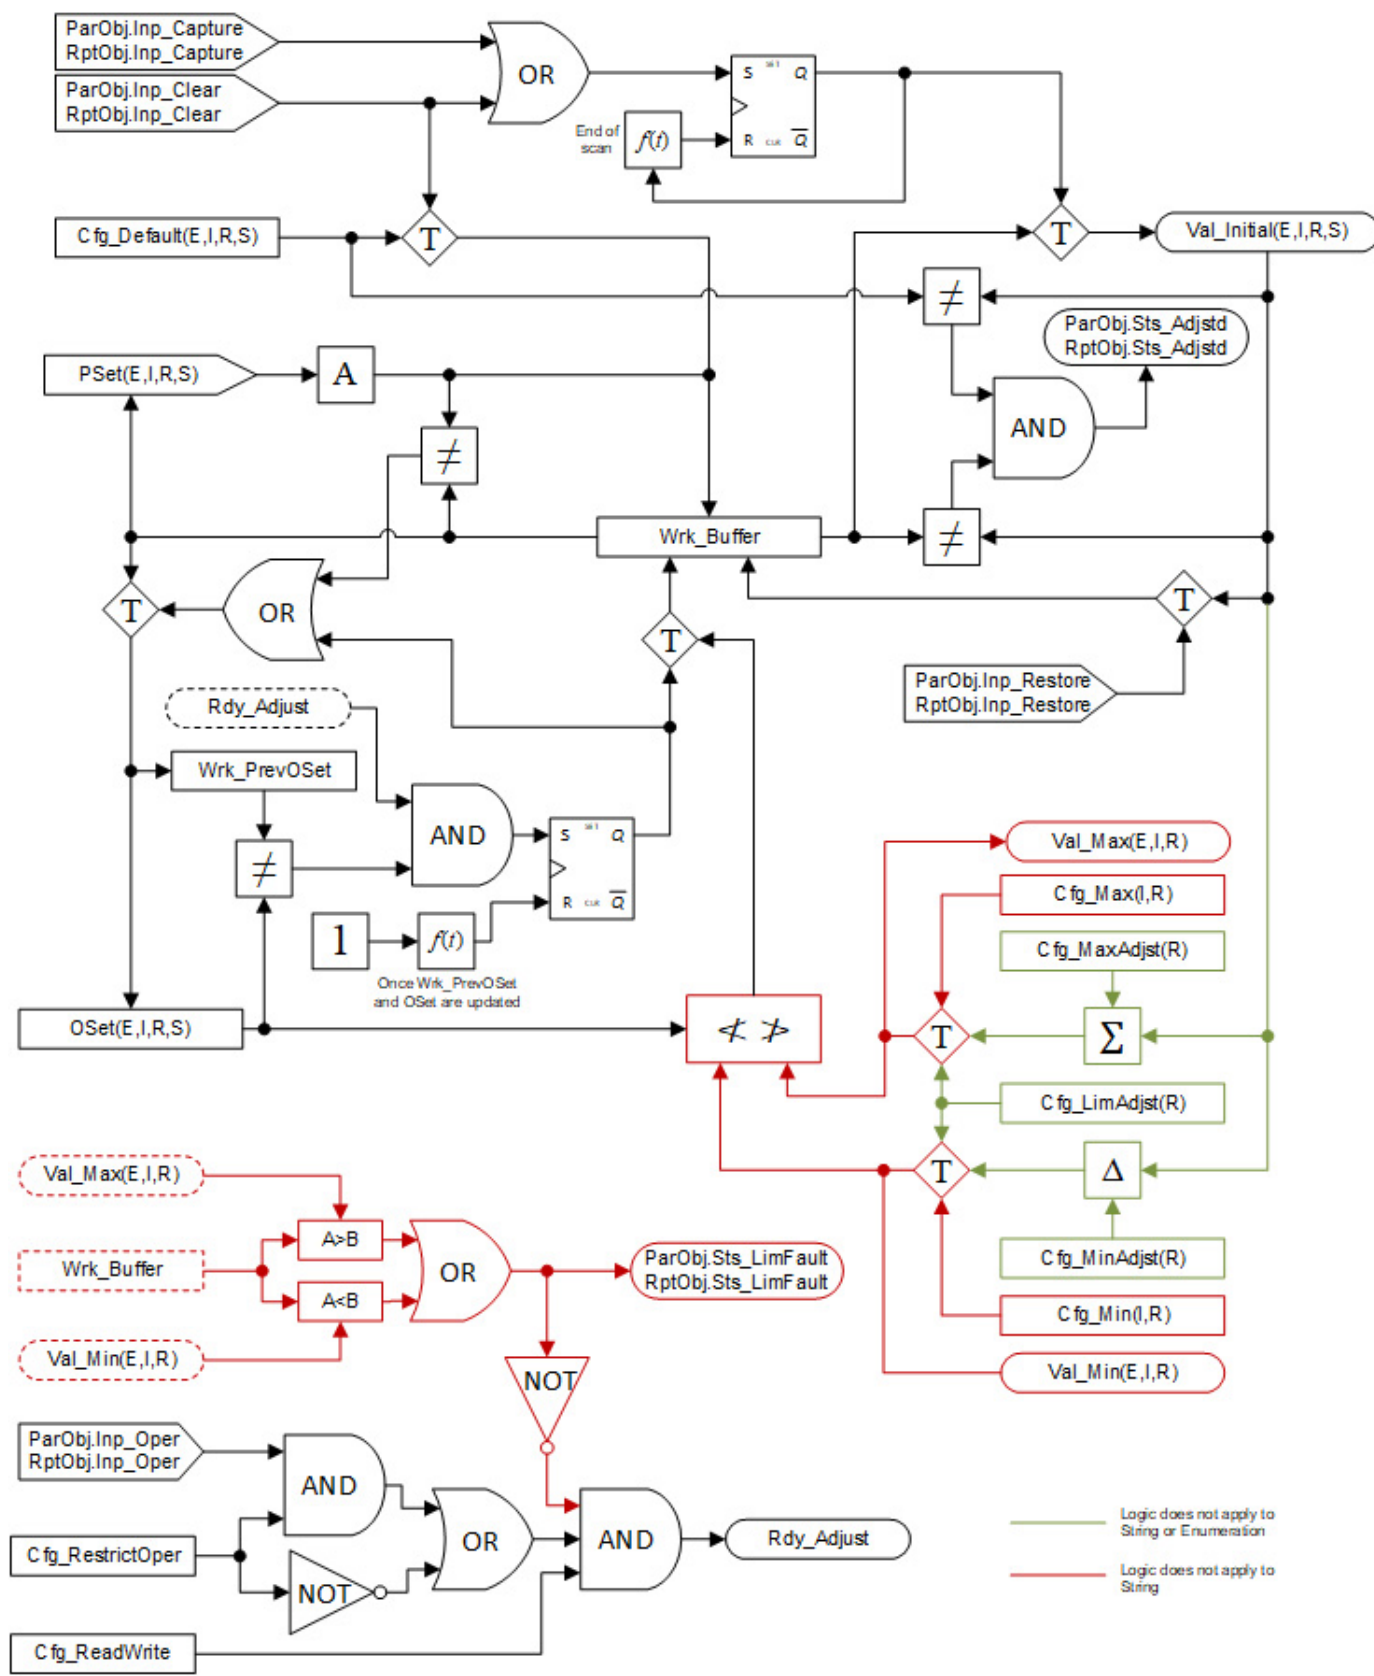 ParObj.Inp_Capture
RptObj.Inp_Capture
OR
S SET Q
R CLR Q
ParObj.Inp_Clear
RptObj.Inp_Clear
End of
scan
f(t)
Cfg_Default(E,I,R,S)
T
T
Val_Initial(E,I,R,S)
≠
ParObj.Sts_Adjstd
RptObj.Sts_Adjstd
PSet(E,I,R,S)
A
AND
≠
Wrk_Buffer
≠
T
OR
T
T
ParObj.Inp_Restore
RptObj.Inp_Restore
Rdy_Adjust
Wrk_PrevOSet
AND
S SET Q
R CLR Q
≠
1
f(t)
Once Wrk_PrevOSet
and OSet are updated
Val_Max(E,I,R)
Cfg_Max(I,R)
Cfg_MaxAdjst(R)
OSet(E,I,R,S)
≮ ≯
T
Σ
Cfg_LimAdjst(R)
T
Δ
Cfg_MinAdjst(R)
Cfg_Min(I,R)
Val_Min(E,I,R)
Val_Max(E,I,R)
A>B
Wrk_Buffer
OR
ParObj.Sts_LimFault
RptObj.Sts_LimFault
A<B
Val_Min(E,I,R)
NOT
ParObj.Inp_Oper
RptObj.Inp_Oper
AND
Cfg_RestrictOper
NOT
OR
AND
Rdy_Adjust
Cfg_ReadWrite
Logic does not apply to
String or Enumeration
Logic does not apply to
String